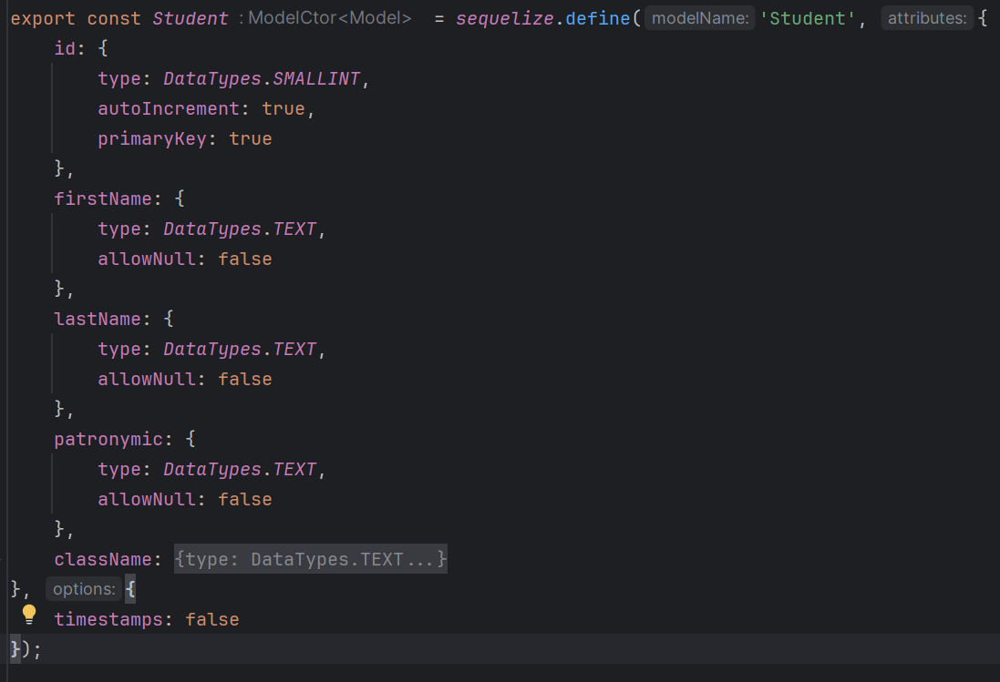 export const Student : ModelCtor<Model> = sequelize.define( modelName: 'Student', attributes: {
    id: {
        type: DataTypes.SMALLINT,
        autoIncrement: true,
        primaryKey: true
    },
    firstName: {
        type: DataTypes.TEXT,
        allowNull: false
    },
    lastName: {
        type: DataTypes.TEXT,
        allowNull: false
    },
    patronymic: {
        type: DataTypes.TEXT,
        allowNull: false
    },
    className: {type: DataTypes.TEXT...}
}, options: {
    timestamps: false
});